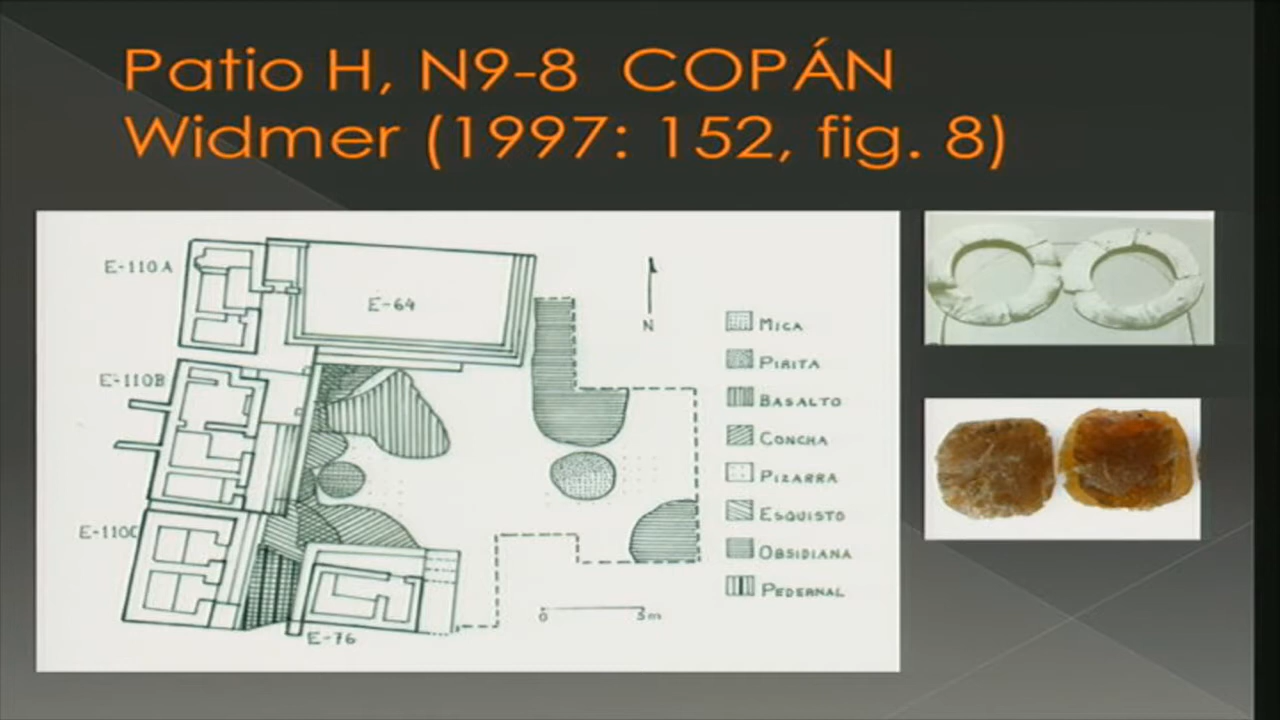 Patio H, N9-8 COPÁN
Widmer (1997: 152, fig. 8)
E-110A
E-64
N
E-110B
E-110C
E-76
0 5m
MICA
PIRITA
BASALTO
CONCHA
PIZARRA
ESQUISTO
OBSIDIANA
PEDERNAL